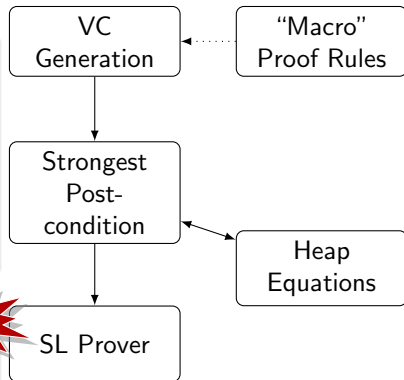 VC
Generation
“Macro”
Proof Rules
Strongest
Post-
condition
Heap
Equations
SL Prover